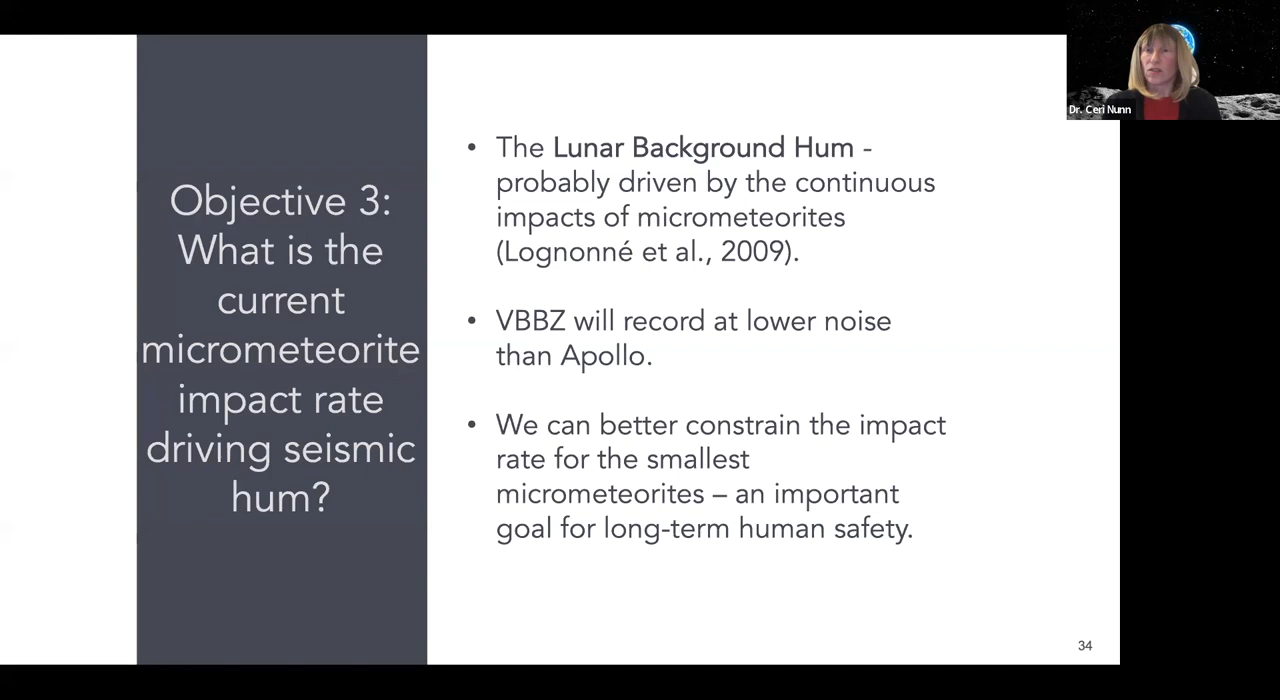 Objective 3:
What is the
current
micrometeorite
impact rate
driving seismic
hum?
• The Lunar Background Hum -
probably driven by the continuous
impacts of micrometeorites
(Lognonné et al., 2009).
• VBBZ will record at lower noise
than Apollo.
• We can better constrain the impact
rate for the smallest
micrometeorites – an important
goal for long-term human safety.
34
Dr. Ceri Nunn